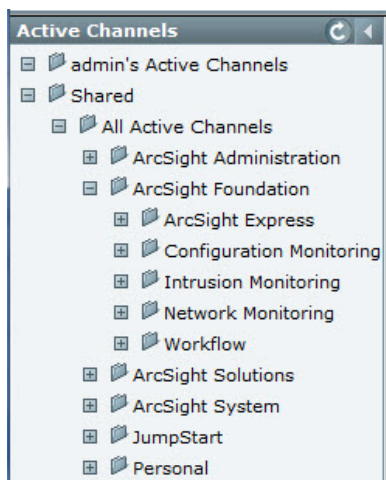 Active Channels
admin's Active Channels
Shared
All Active Channels
ArcSight Administration
ArcSight Foundation
ArcSight Express
Configuration Monitoring
Intrusion Monitoring
Network Monitoring
Workflow
ArcSight Solutions
ArcSight System
JumpStart
Personal